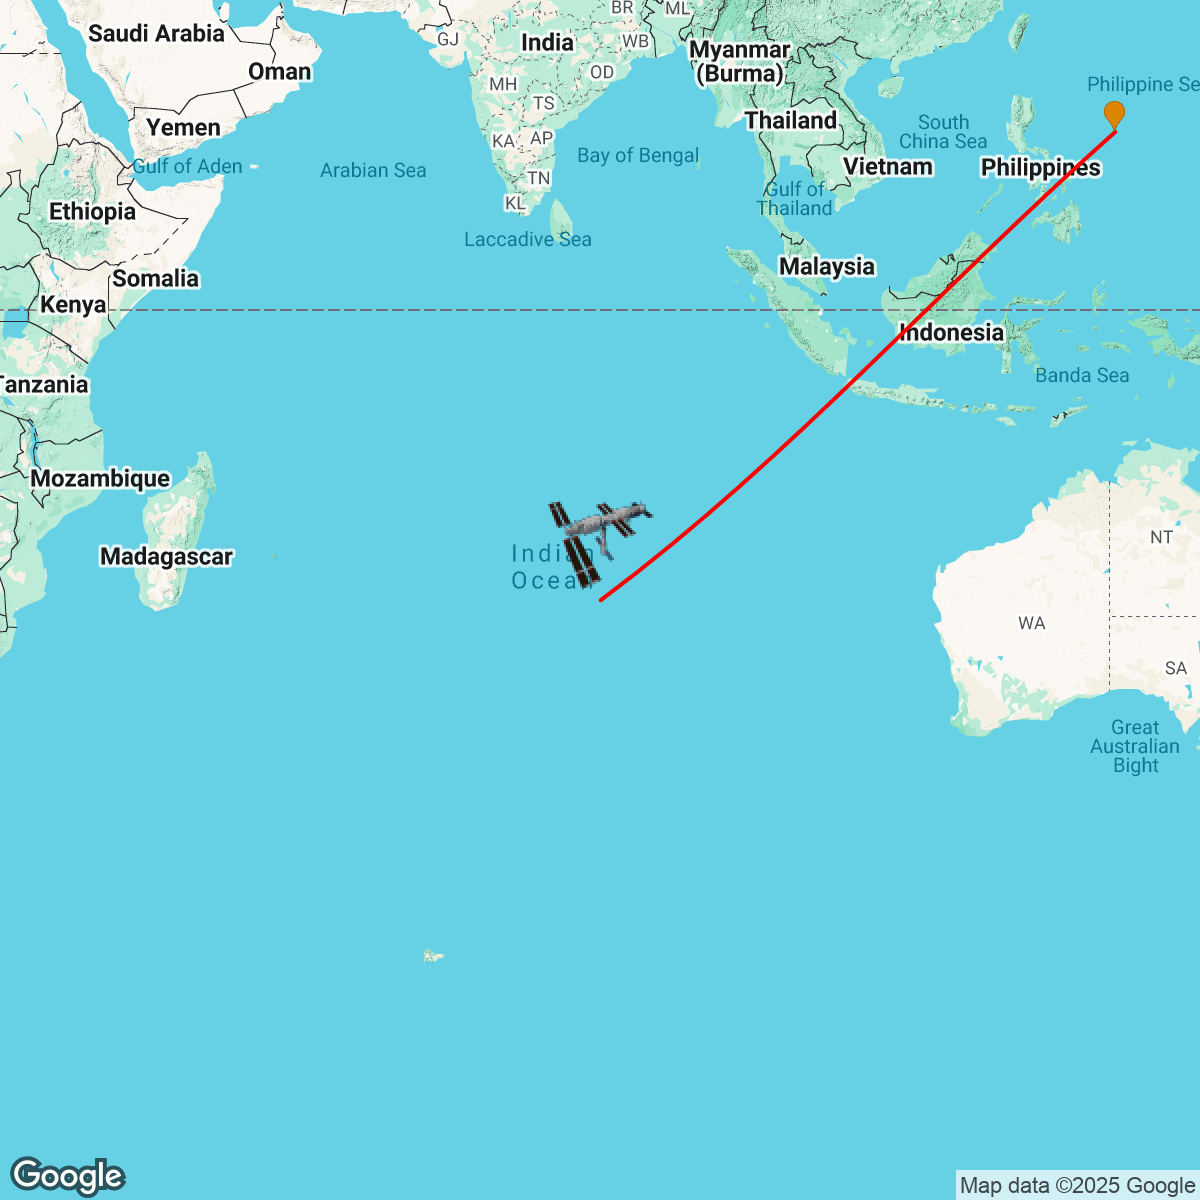 BR
ML
Saudi Arabia
GJ
India
WB
Myanmar
(Burma)
Oman
OD
MH
Philippine Se
TS
Yemen
Thailand
South
China Sea
KA
AP
Bay of Bengal
Gulf of Aden
Arabian Sea
Vietnam
Philippines
TN
Gulf of
Thailand
KL
Ethiopia
Laccadive Sea
Malaysia
Somalia
Kenya
Indonesia
Banda Sea
Tanzania
Mozambique
NT
Madagascar
Indian
Ocea
WA
SA
Great
Australian
Bight
Google
Map data ©2025 Google